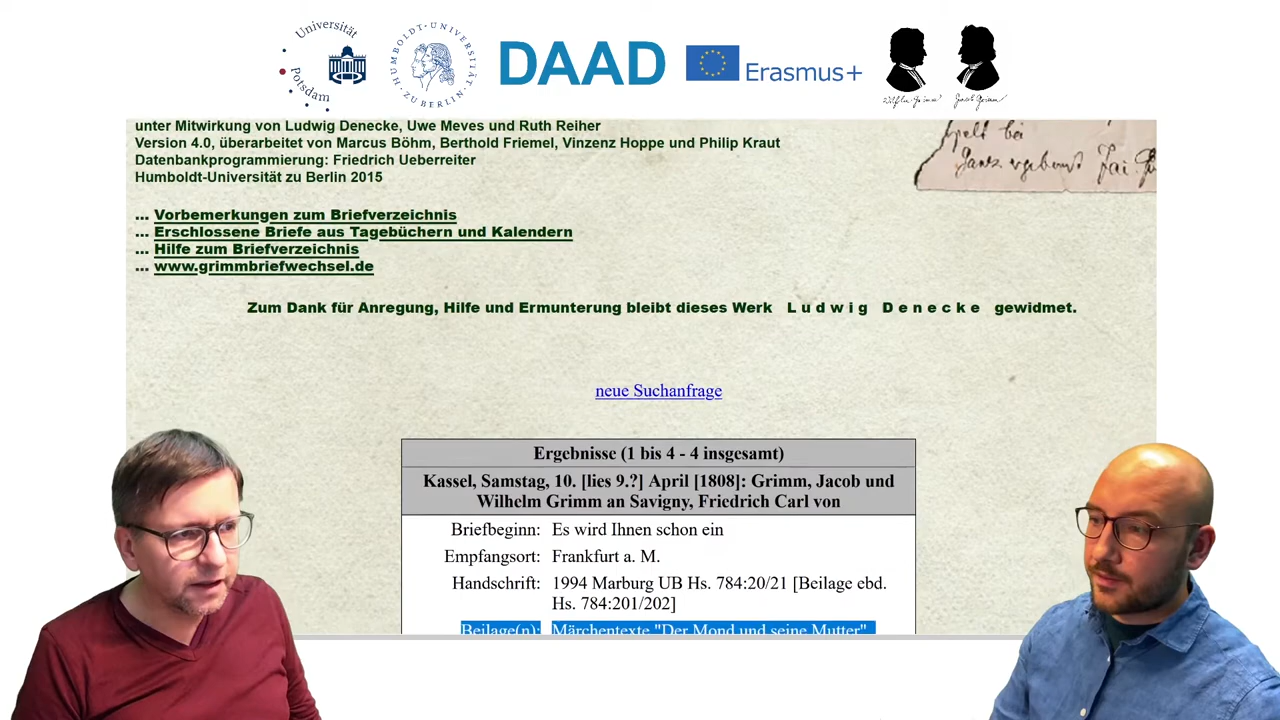 Universität
Potsdam
HUMBOLDT-UNIVERSITÄT
ZU BERLIN
DAAD
Erasmus+
Wilhelm Grimm
Jacob Grimm
unter Mitwirkung von Ludwig Denecke, Uwe Meves und Ruth Reiher
Version 4.0, überarbeitet von Marcus Böhm, Berthold Friemel, Vinzenz Hoppe und Philip Kraut
Datenbankprogrammierung: Friedrich Ueberreiter
Humboldt-Universität zu Berlin 2015
... Vorbemerkungen zum Briefverzeichnis
... Erschlossene Briefe aus Tagebüchern und Kalendern
... Hilfe zum Briefverzeichnis
... www.grimmbriefwechsel.de
Zum Dank für Anregung, Hilfe und Ermunterung bleibt dieses Werk L u d w i g D e n e c k e gewidmet.
neue Suchanfrage
Ergebnisse (1 bis 4 - 4 insgesamt)
Kassel, Samstag, 10. [lies 9.?] April [1808]: Grimm, Jacob und
Wilhelm Grimm an Savigny, Friedrich Carl von
Briefbeginn: Es wird Ihnen schon ein
Empfangsort: Frankfurt a. M.
Handschrift: 1994 Marburg UB Hs. 784:20/21 [Beilage ebd.
Hs. 784:201/202]
Beilage(n): Märchentexte "Der Mond und seine Mutter",